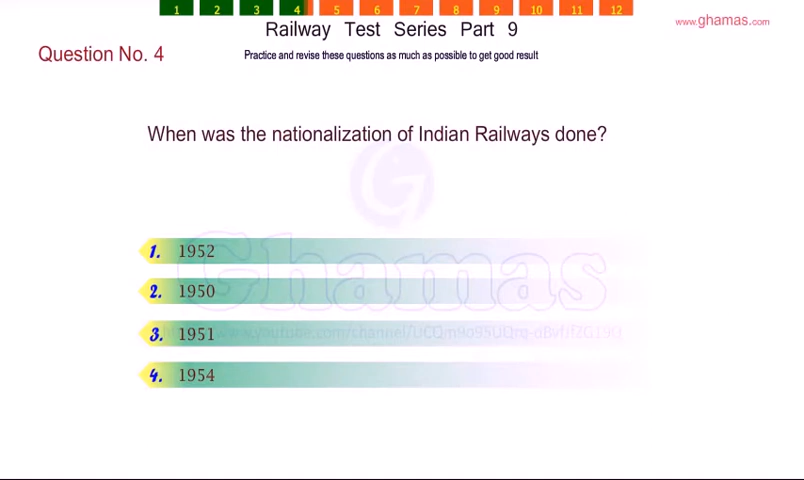 1 2 3 4 5 6 7 8 9 10 11 12
Railway Test Series Part 9
www.ghamas.com
Question No. 4
Practice and revise these questions as much as possible to get good result
When was the nationalization of Indian Railways done?
G
Ghamas
1. 1952
2. 1950
3. 1951
4. 1954